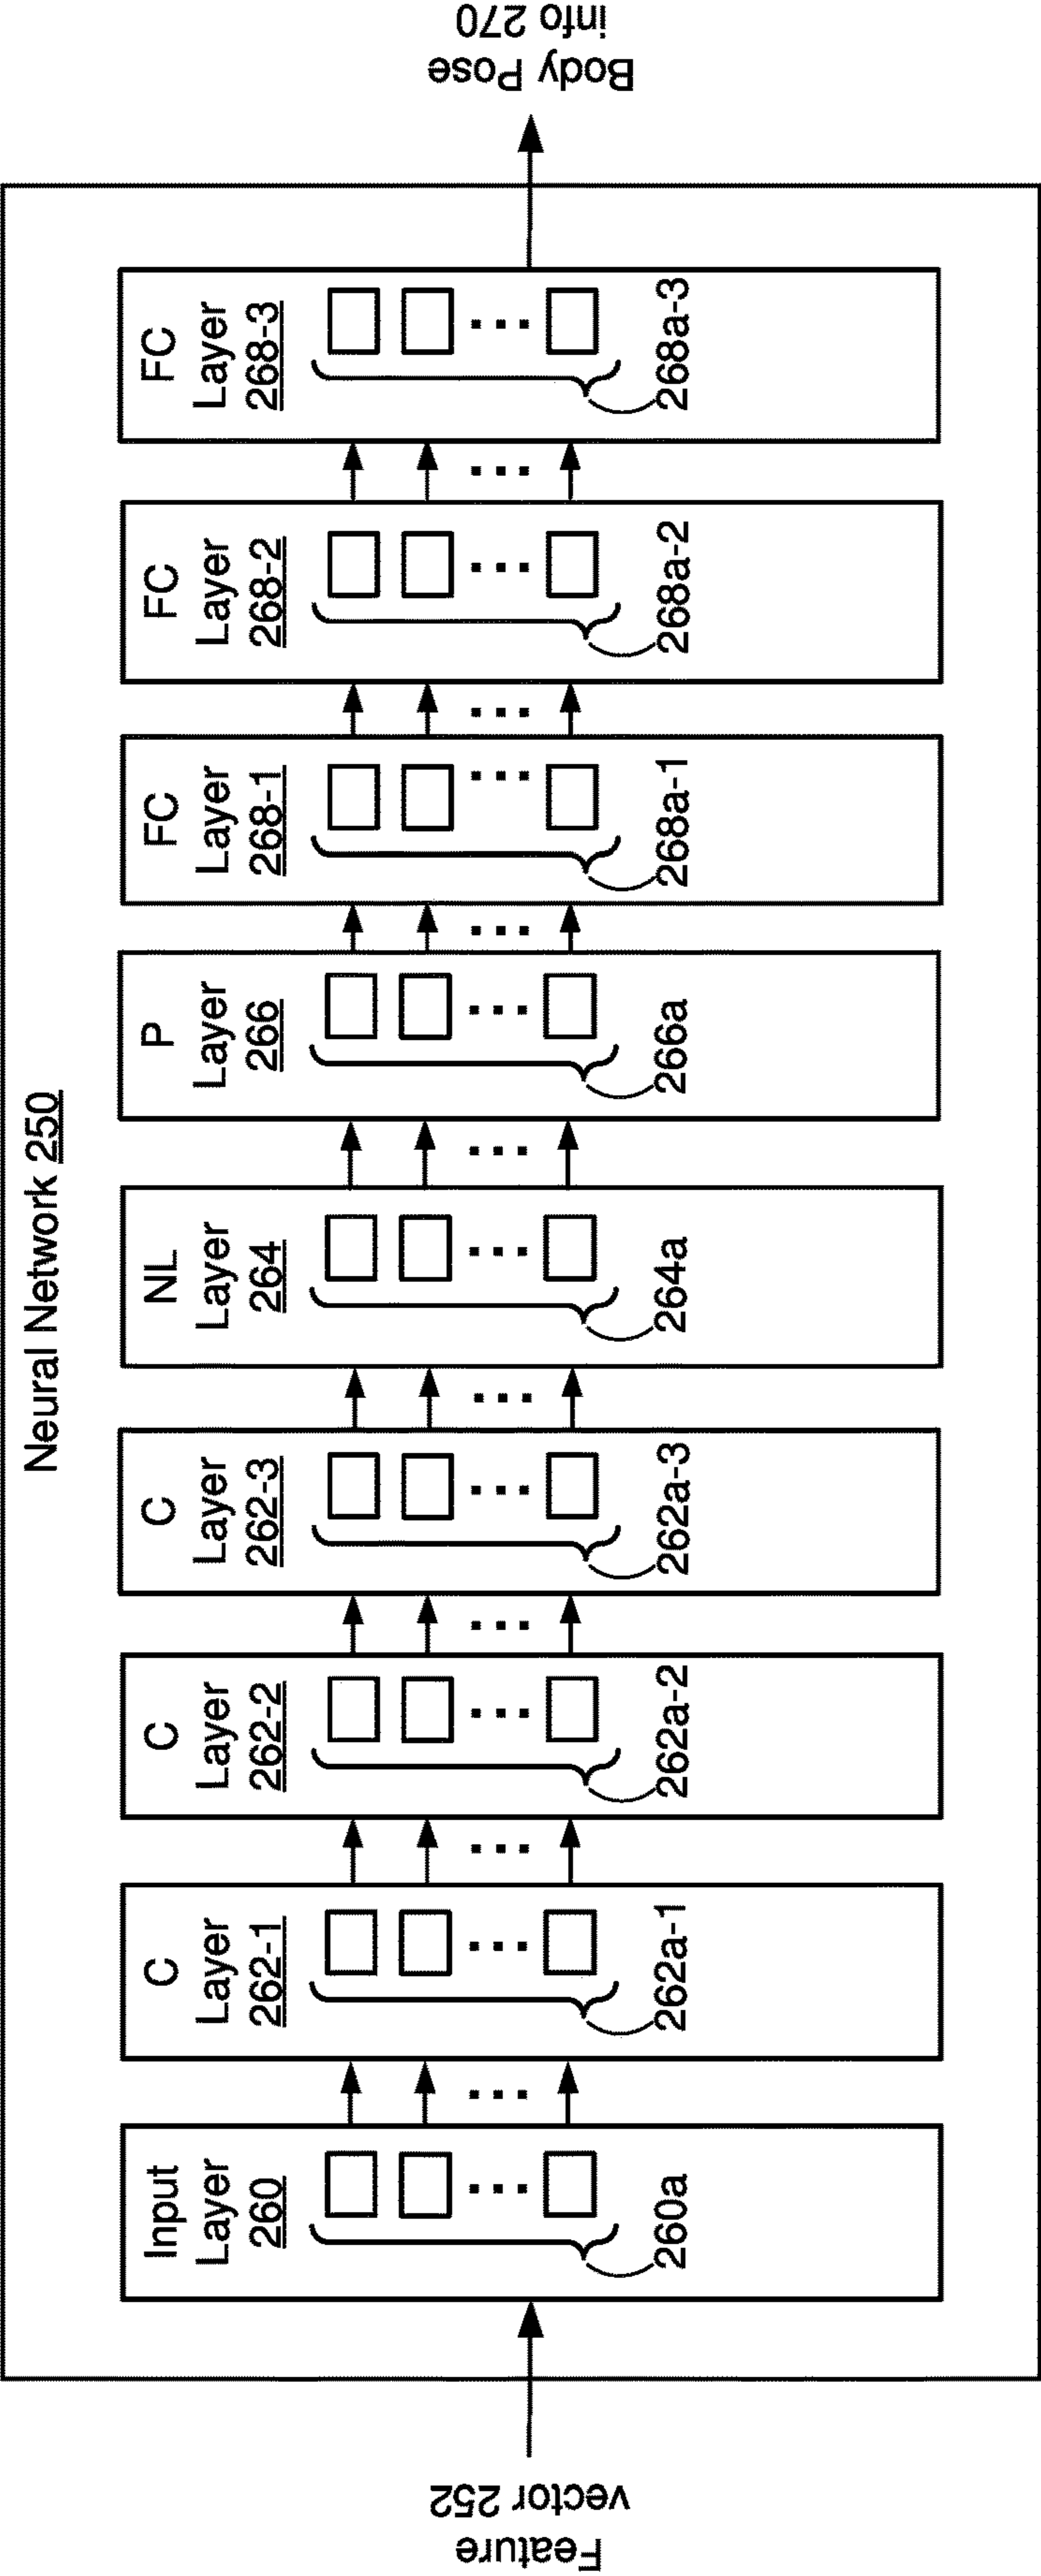 Neural Network 250
Feature
vector 252
Input
Layer
260
260a
C
Layer
262-1
262a-1
C
Layer
262-2
262a-2
C
Layer
262-3
262a-3
NL
Layer
264
264a
P
Layer
266
266a
FC
Layer
268-1
268a-1
FC
Layer
268-2
268a-2
FC
Layer
268-3
268a-3
Body Pose
info 270